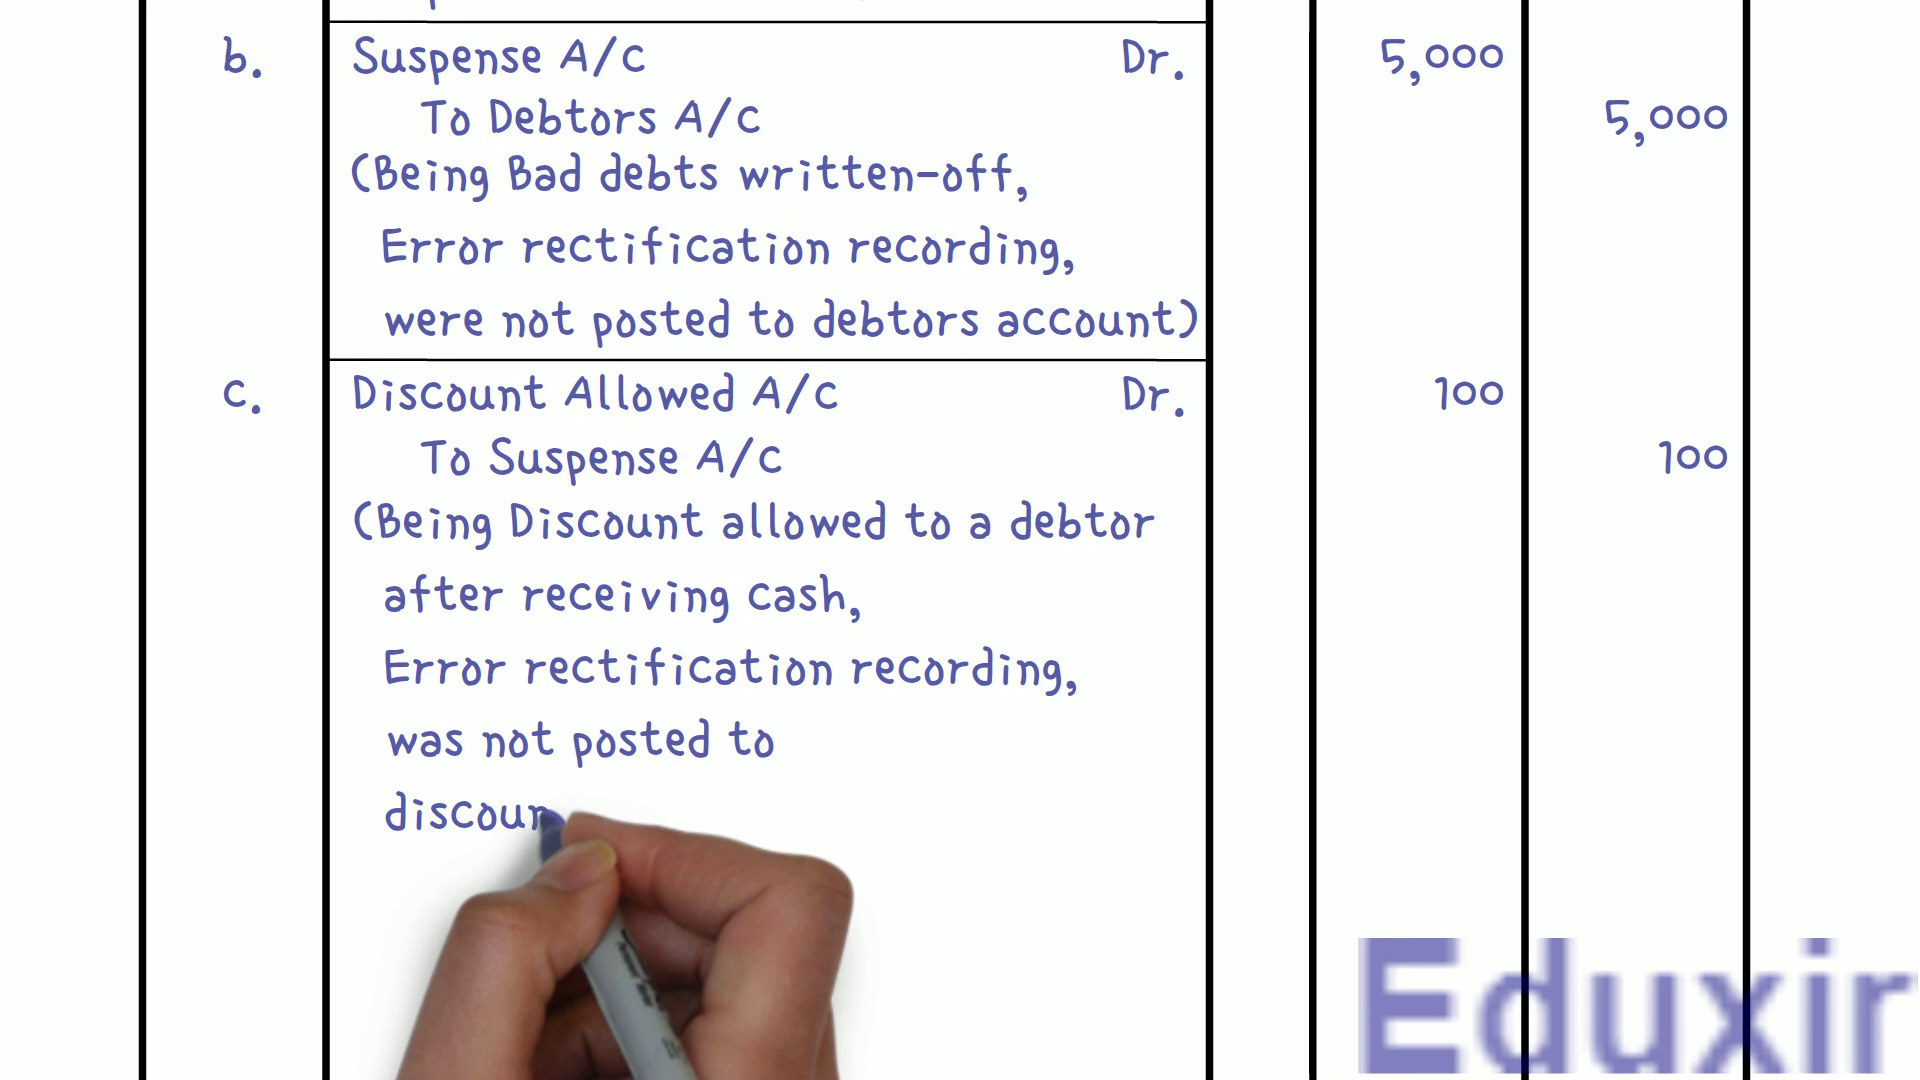 b. Suspense A/c Dr. 5,000
To Debtors A/c 5,000
(Being Bad debts written-off,
Error rectification recording,
were not posted to debtors account)
c. Discount Allowed A/c Dr. 100
To Suspense A/c 100
(Being Discount allowed to a debtor
after receiving cash,
Error rectification recording,
was not posted to
discoun
Eduxir